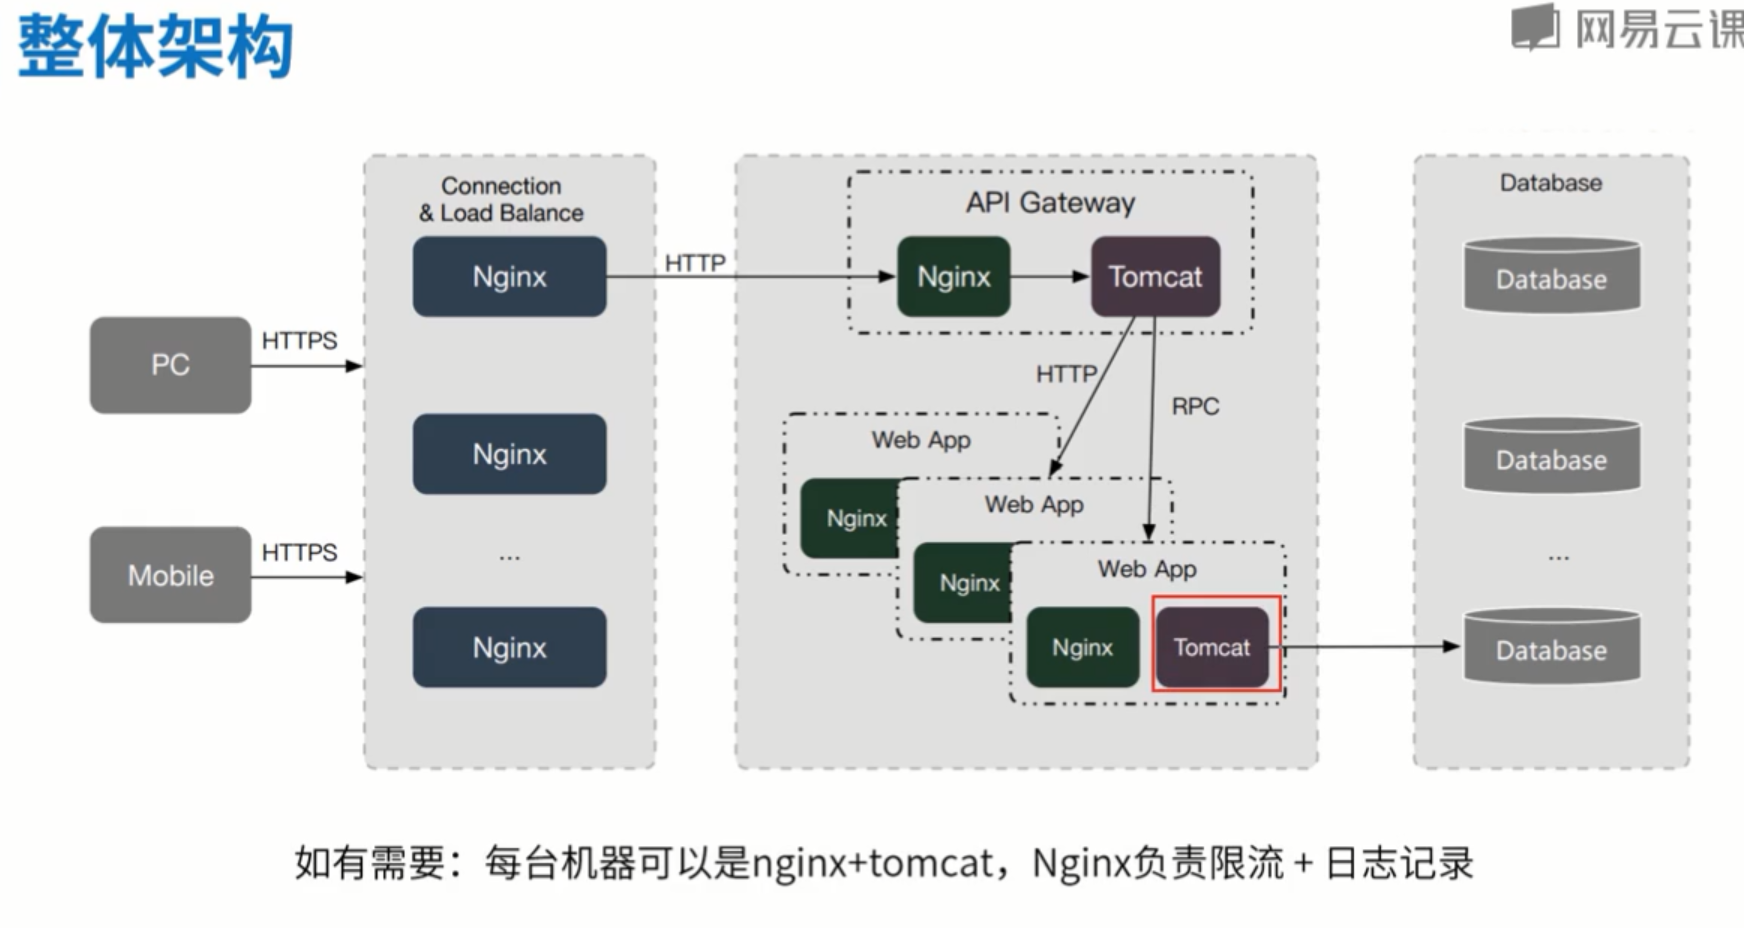 整体架构
网易云课
Connection
& Load Balance
Nginx
Nginx
...
Nginx
PC
HTTPS
Mobile
HTTPS
HTTP
API Gateway
Nginx
Tomcat
HTTP
RPC
Web App
Nginx
Web App
Nginx
Web App
Nginx
Tomcat
Database
Database
Database
...
Database
如有需要：每台机器可以是nginx+tomcat，Nginx负责限流 + 日志记录